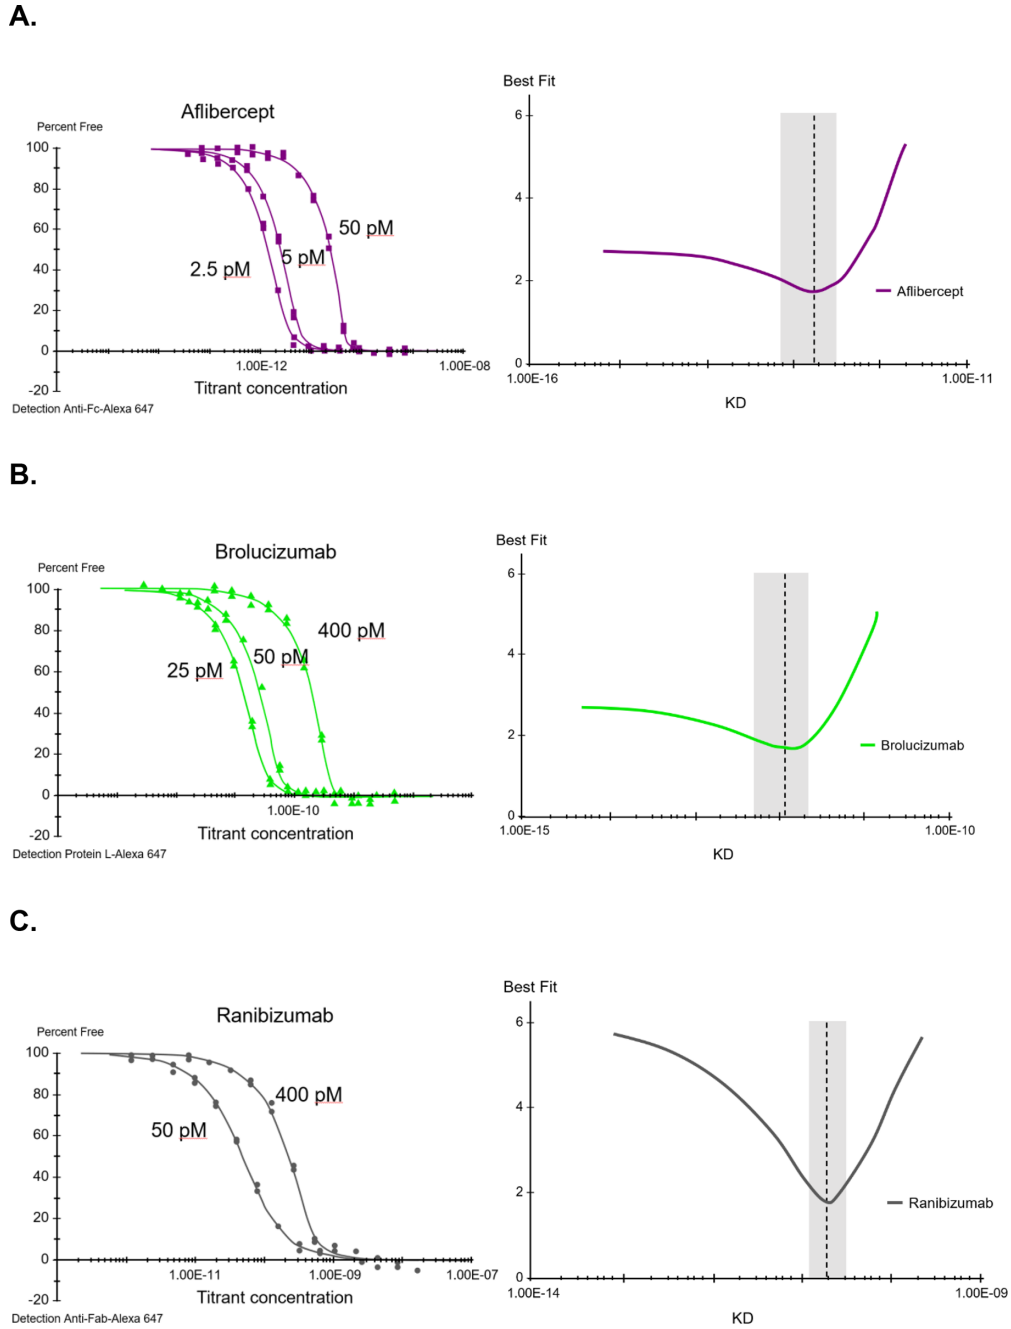 A.
Aflibercept
Percent Free
100
80
60
40
20
0
-20
50 pM
5 pM
2.5 pM
1.00E-12
1.00E-08
Titrant concentration
Detection Anti-Fc-Alexa 647
Best Fit
6
4
2
0
Aflibercept
1.00E-16
1.00E-11
KD
B.
Brolucizumab
Percent Free
100
80
60
40
20
0
-20
400 pM
50 pM
25 pM
1.00E-10
Titrant concentration
Detection Protein L-Alexa 647
Best Fit
6
4
2
0
Brolucizumab
1.00E-15
1.00E-10
KD
C.
Ranibizumab
Percent Free
100
80
60
40
20
0
-20
400 pM
50 pM
1.00E-11
1.00E-09
1.00E-07
Titrant concentration
Detection Anti-Fab-Alexa 647
Best Fit
6
4
2
0
Ranibizumab
1.00E-14
1.00E-09
KD